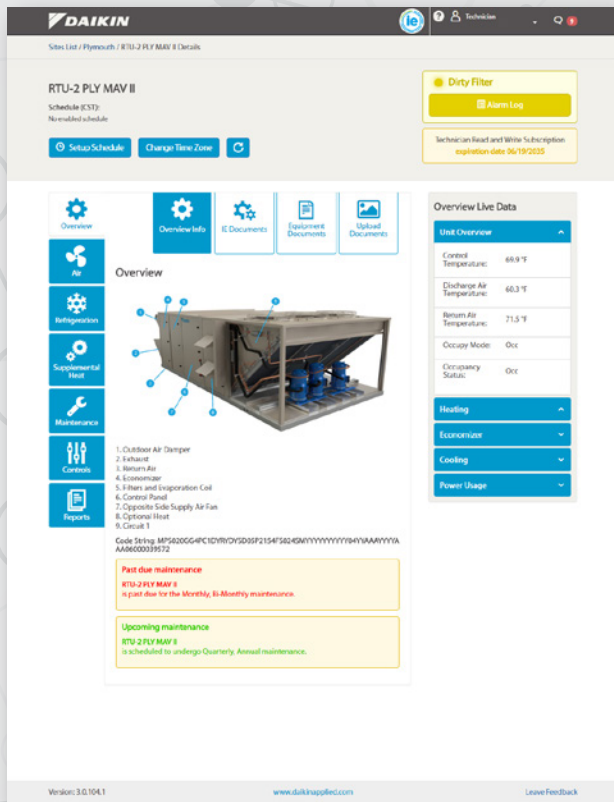 DAIKIN
ie
Technician
9
Sites List / Plymouth / RTU-2 PLY MAV II Details
RTU-2 PLY MAV II
Schedule (CST):
No enabled schedule
Setup Schedule
Change Time Zone
Dirty Filter
Alarm Log
Technician Read and Write Subscription
expiration date 06/19/2035
Overview
Air
Refrigeration
Supplemental
Heat
Maintenance
Controls
Reports
Overview Info
IE Documents
Equipment
Documents
Upload
Documents
Overview
1. Outdoor Air Damper
2. Exhaust
3. Return Air
4. Economizer
5. Filters and Evaporation Coil
6. Control Panel
7. Opposite Side Supply Air Fan
8. Optional Heat
9. Circuit 1
Code String:
Past due maintenance
RTU-2 PLY MAV II
is past due for the Monthly, Bi-Monthly maintenance.
Upcoming maintenance
RTU-2 PLY MAV II
is scheduled to undergo Quarterly, Annual maintenance.
Overview Live Data
Unit Overview
Control
Temperature:
69.9 °F
Discharge Air
Temperature:
60.3 °F
Return Air
Temperature:
71.5 °F
Occupy Mode:
Occ
Occupancy
Status:
Occ
Heating
Economizer
Cooling
Power Usage
Version: 3.0.104.1
www.daikinapplied.com
Leave Feedback